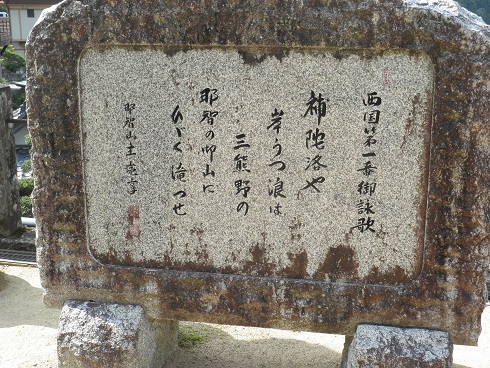 西国第一番御詠歌
補陀洛や
岸うつ浪は
三熊野の
那智の御山に
ひゞく滝つせ
那智山主